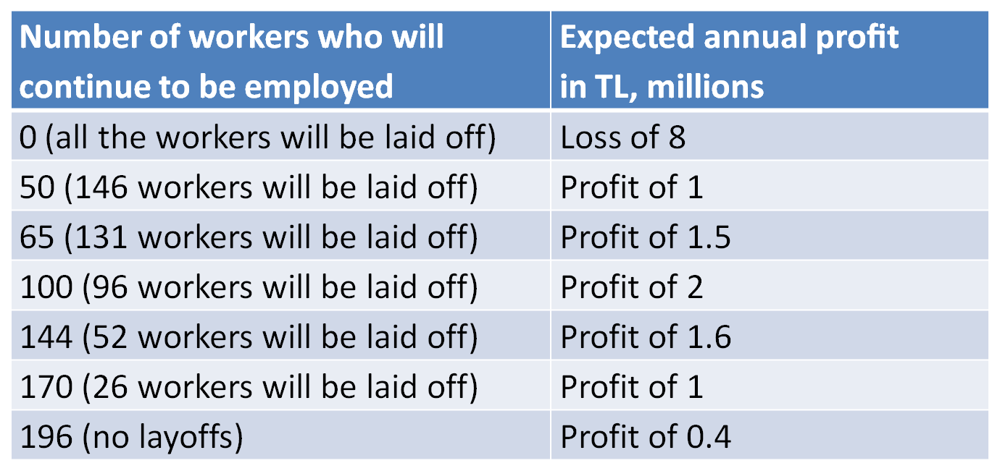 Number of workers who will
continue to be employed
Expected annual profit
in TL, millions
0 (all the workers will be laid off)
Loss of 8
50 (146 workers will be laid off)
Profit of 1
65 (131 workers will be laid off)
Profit of 1.5
100 (96 workers will be laid off)
Profit of 2
144 (52 workers will be laid off)
Profit of 1.6
170 (26 workers will be laid off)
Profit of 1
196 (no layoffs)
Profit of 0.4